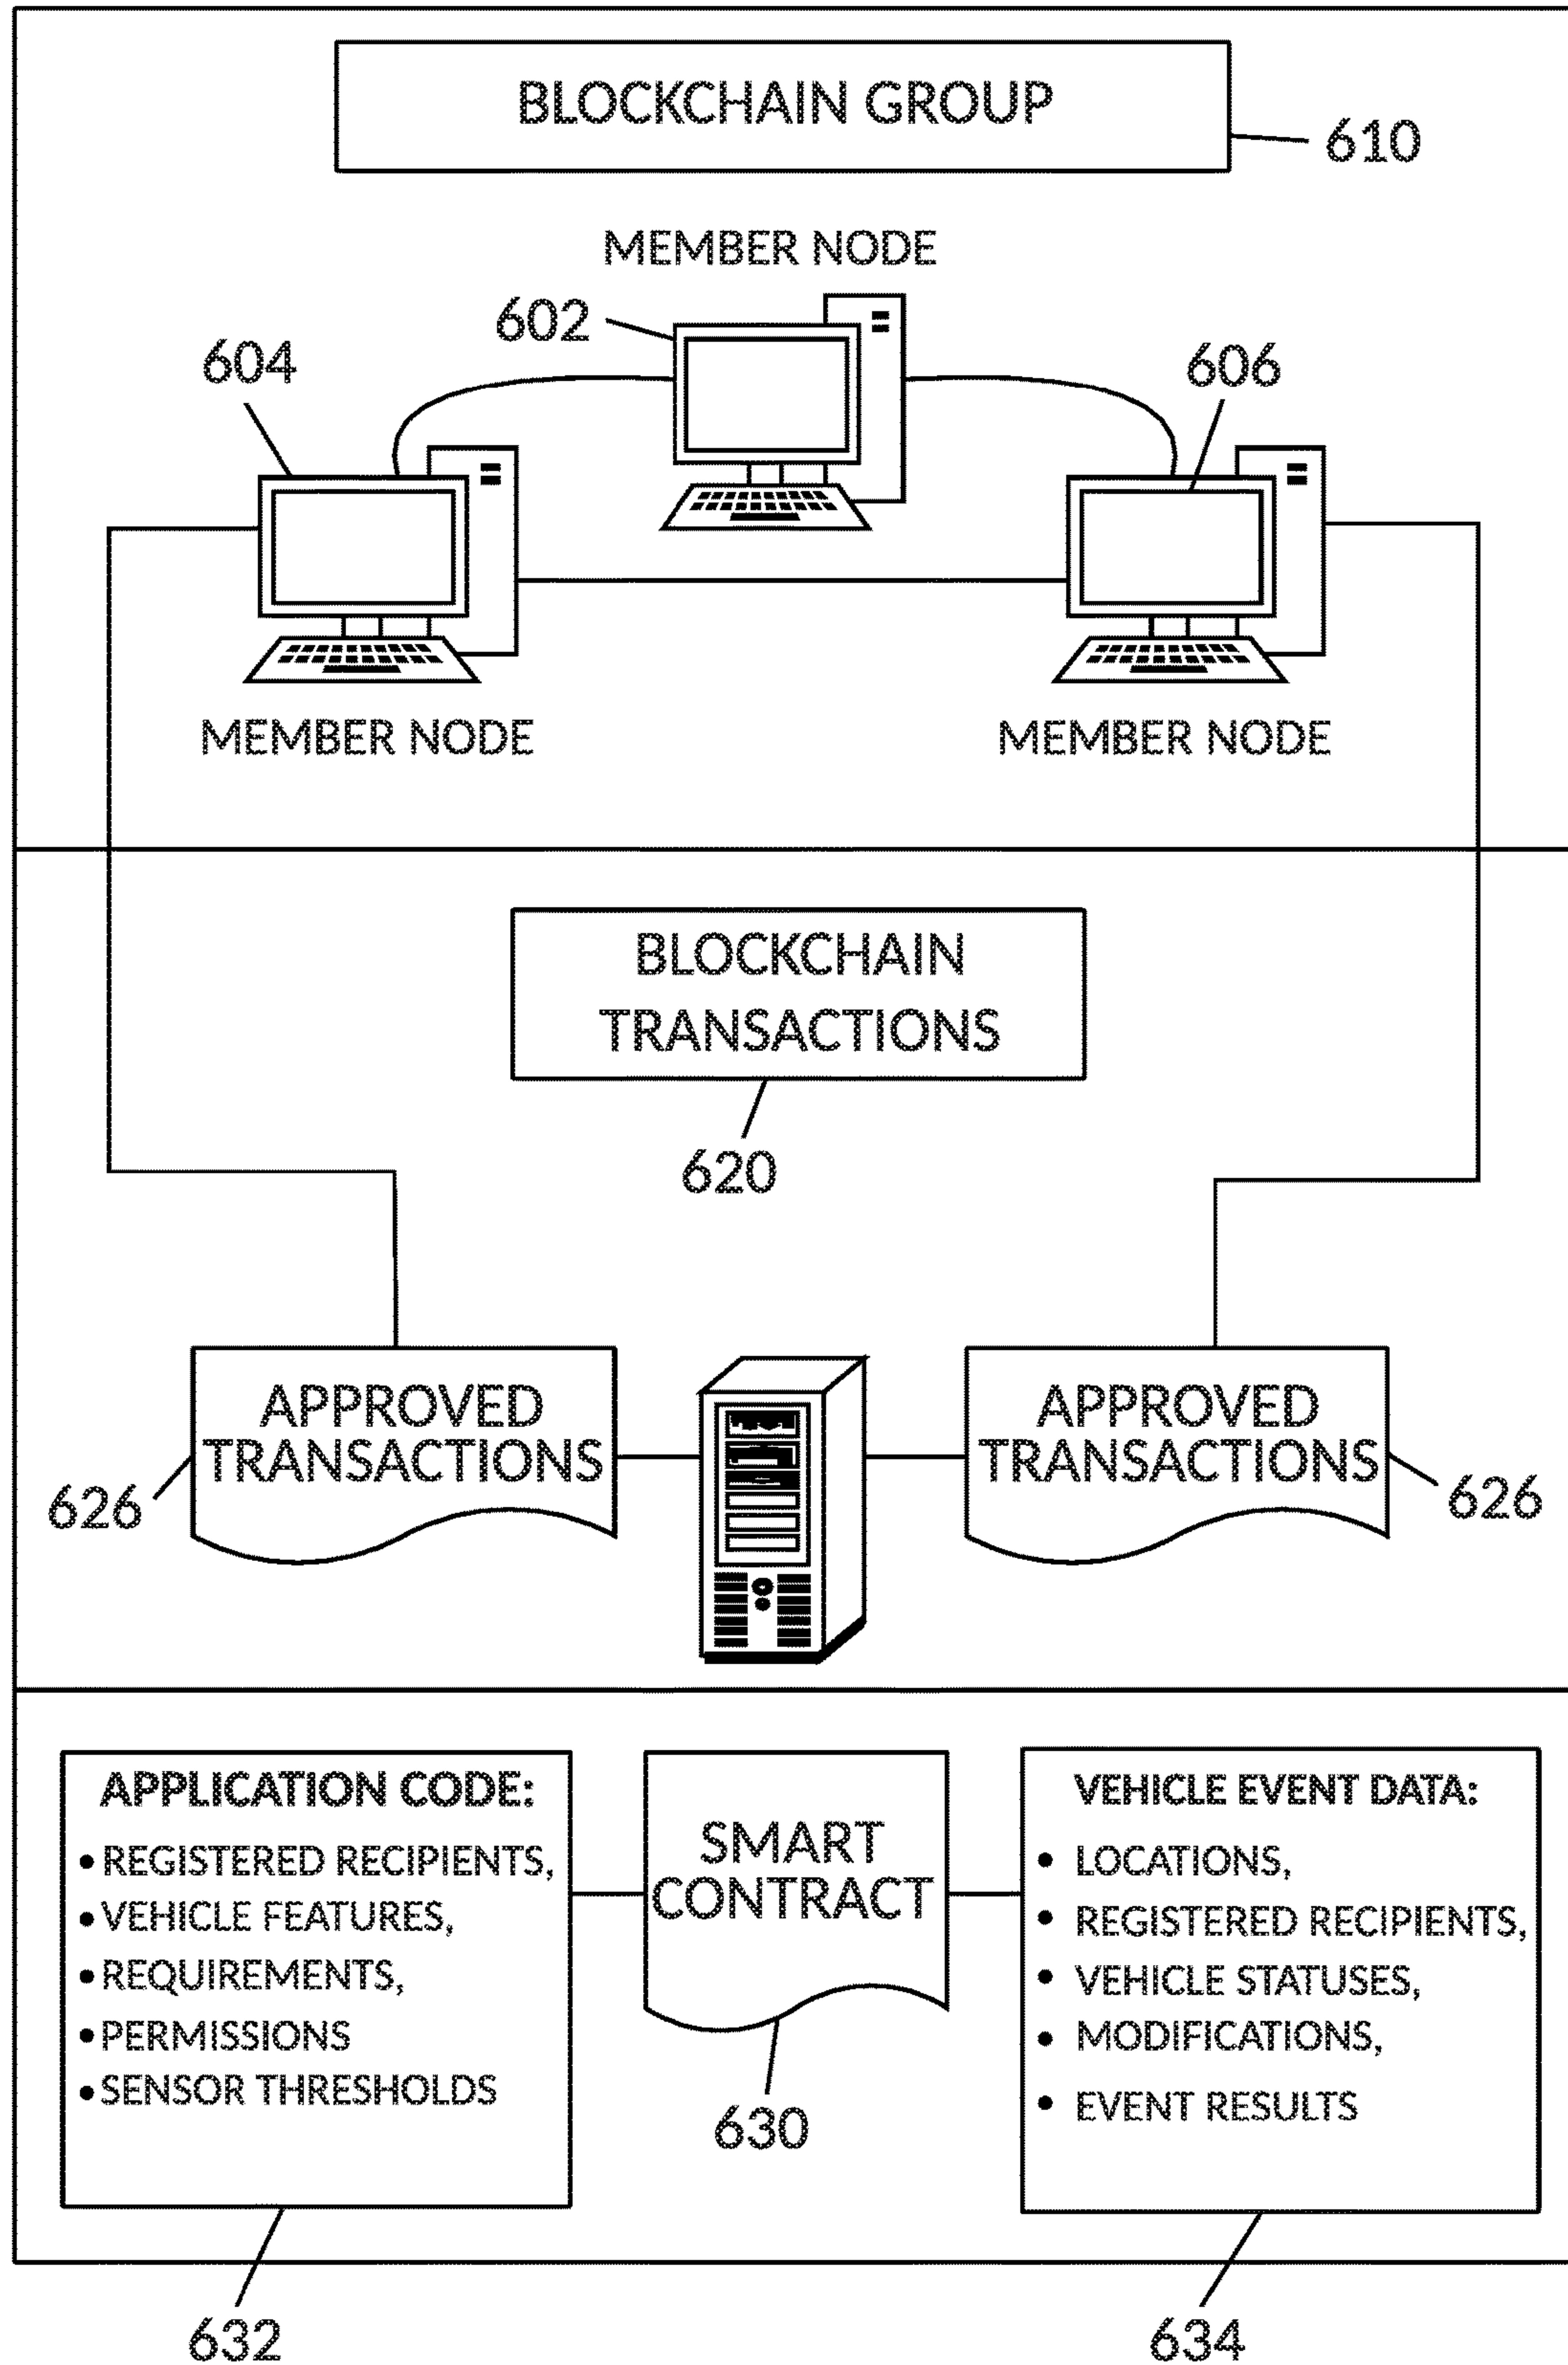 BLOCKCHAIN GROUP
610
MEMBER NODE
602
604
606
MEMBER NODE
MEMBER NODE
BLOCKCHAIN
TRANSACTIONS
620
APPROVED
TRANSACTIONS
626
APPROVED
TRANSACTIONS
626
APPLICATION CODE:
• REGISTERED RECIPIENTS,
• VEHICLE FEATURES,
• REQUIREMENTS,
• PERMISSIONS
• SENSOR THRESHOLDS
632
SMART
CONTRACT
630
VEHICLE EVENT DATA:
• LOCATIONS,
• REGISTERED RECIPIENTS,
• VEHICLE STATUSES,
• MODIFICATIONS,
• EVENT RESULTS
634